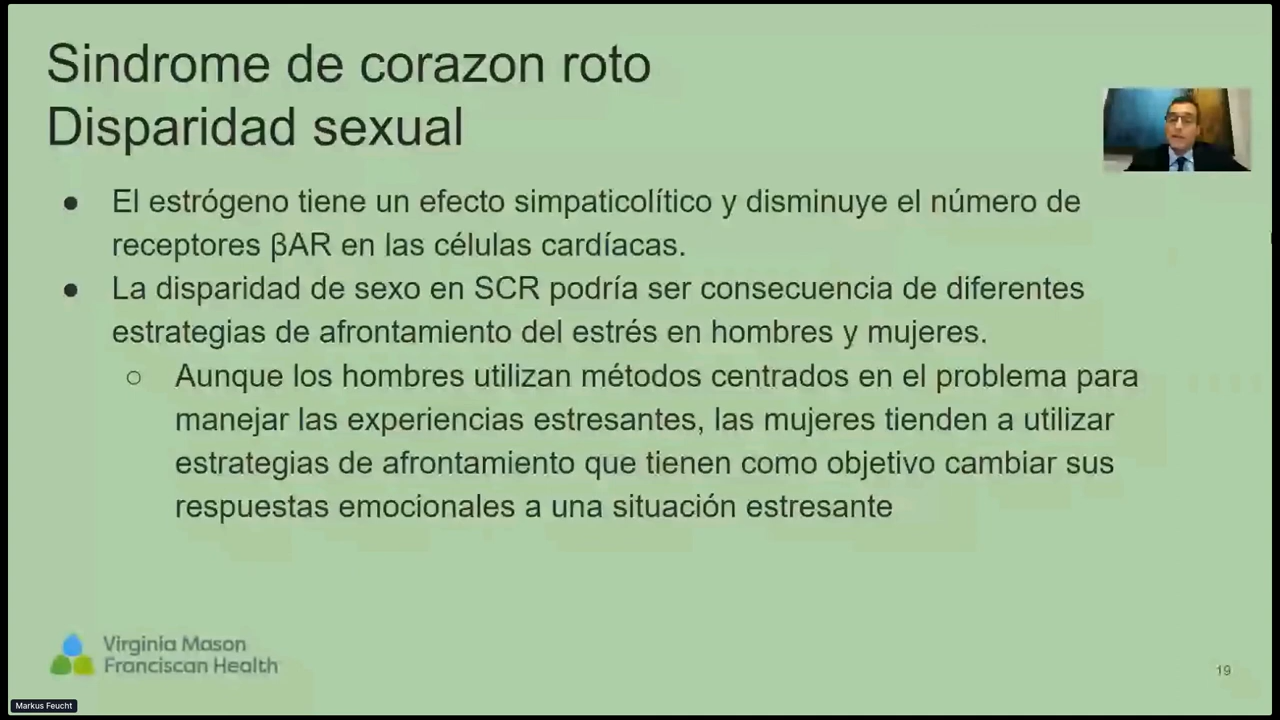 Sindrome de corazon roto
Disparidad sexual
● El estrógeno tiene un efecto simpaticolítico y disminuye el número de
receptores βAR en las células cardíacas.
● La disparidad de sexo en SCR podría ser consecuencia de diferentes
estrategias de afrontamiento del estrés en hombres y mujeres.
○ Aunque los hombres utilizan métodos centrados en el problema para
manejar las experiencias estresantes, las mujeres tienden a utilizar
estrategias de afrontamiento que tienen como objetivo cambiar sus
respuestas emocionales a una situación estresante
Virginia Mason
Franciscan Health
19
Markus Feucht